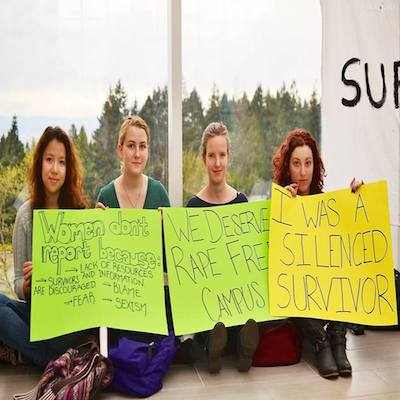 SUR
Women don't
report because:
→ LACK OF RESOURCES
AND INFORMATION
→ SURVIVORS
ARE DISCOURAGED
→ BLAME
→ FEAR
→ SEXISM
WE DESERVE
RAPE FREE
CAMPUS
I WAS A
SILENCED
SURVIVOR